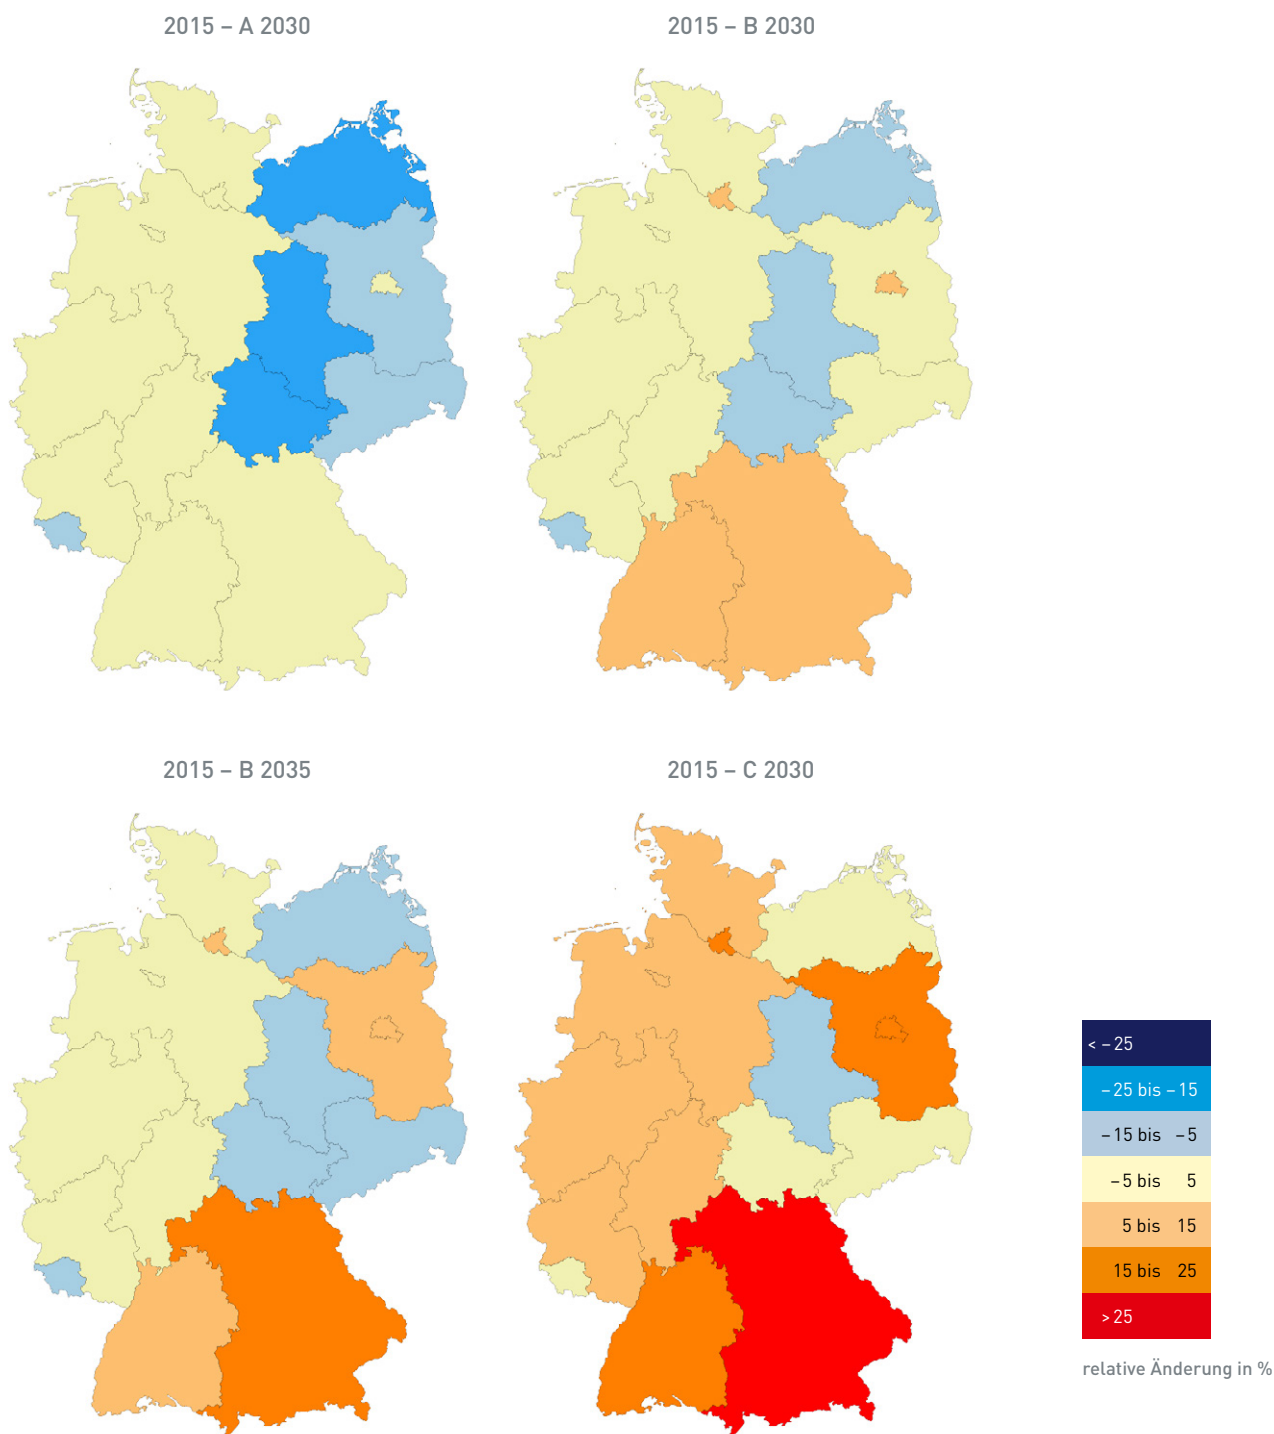 2015 – A 2030
2015 – B 2030
2015 – B 2035
2015 – C 2030
< – 25
– 25 bis – 15
– 15 bis – 5
– 5 bis 5
5 bis 15
15 bis 25
> 25
relative Änderung in %